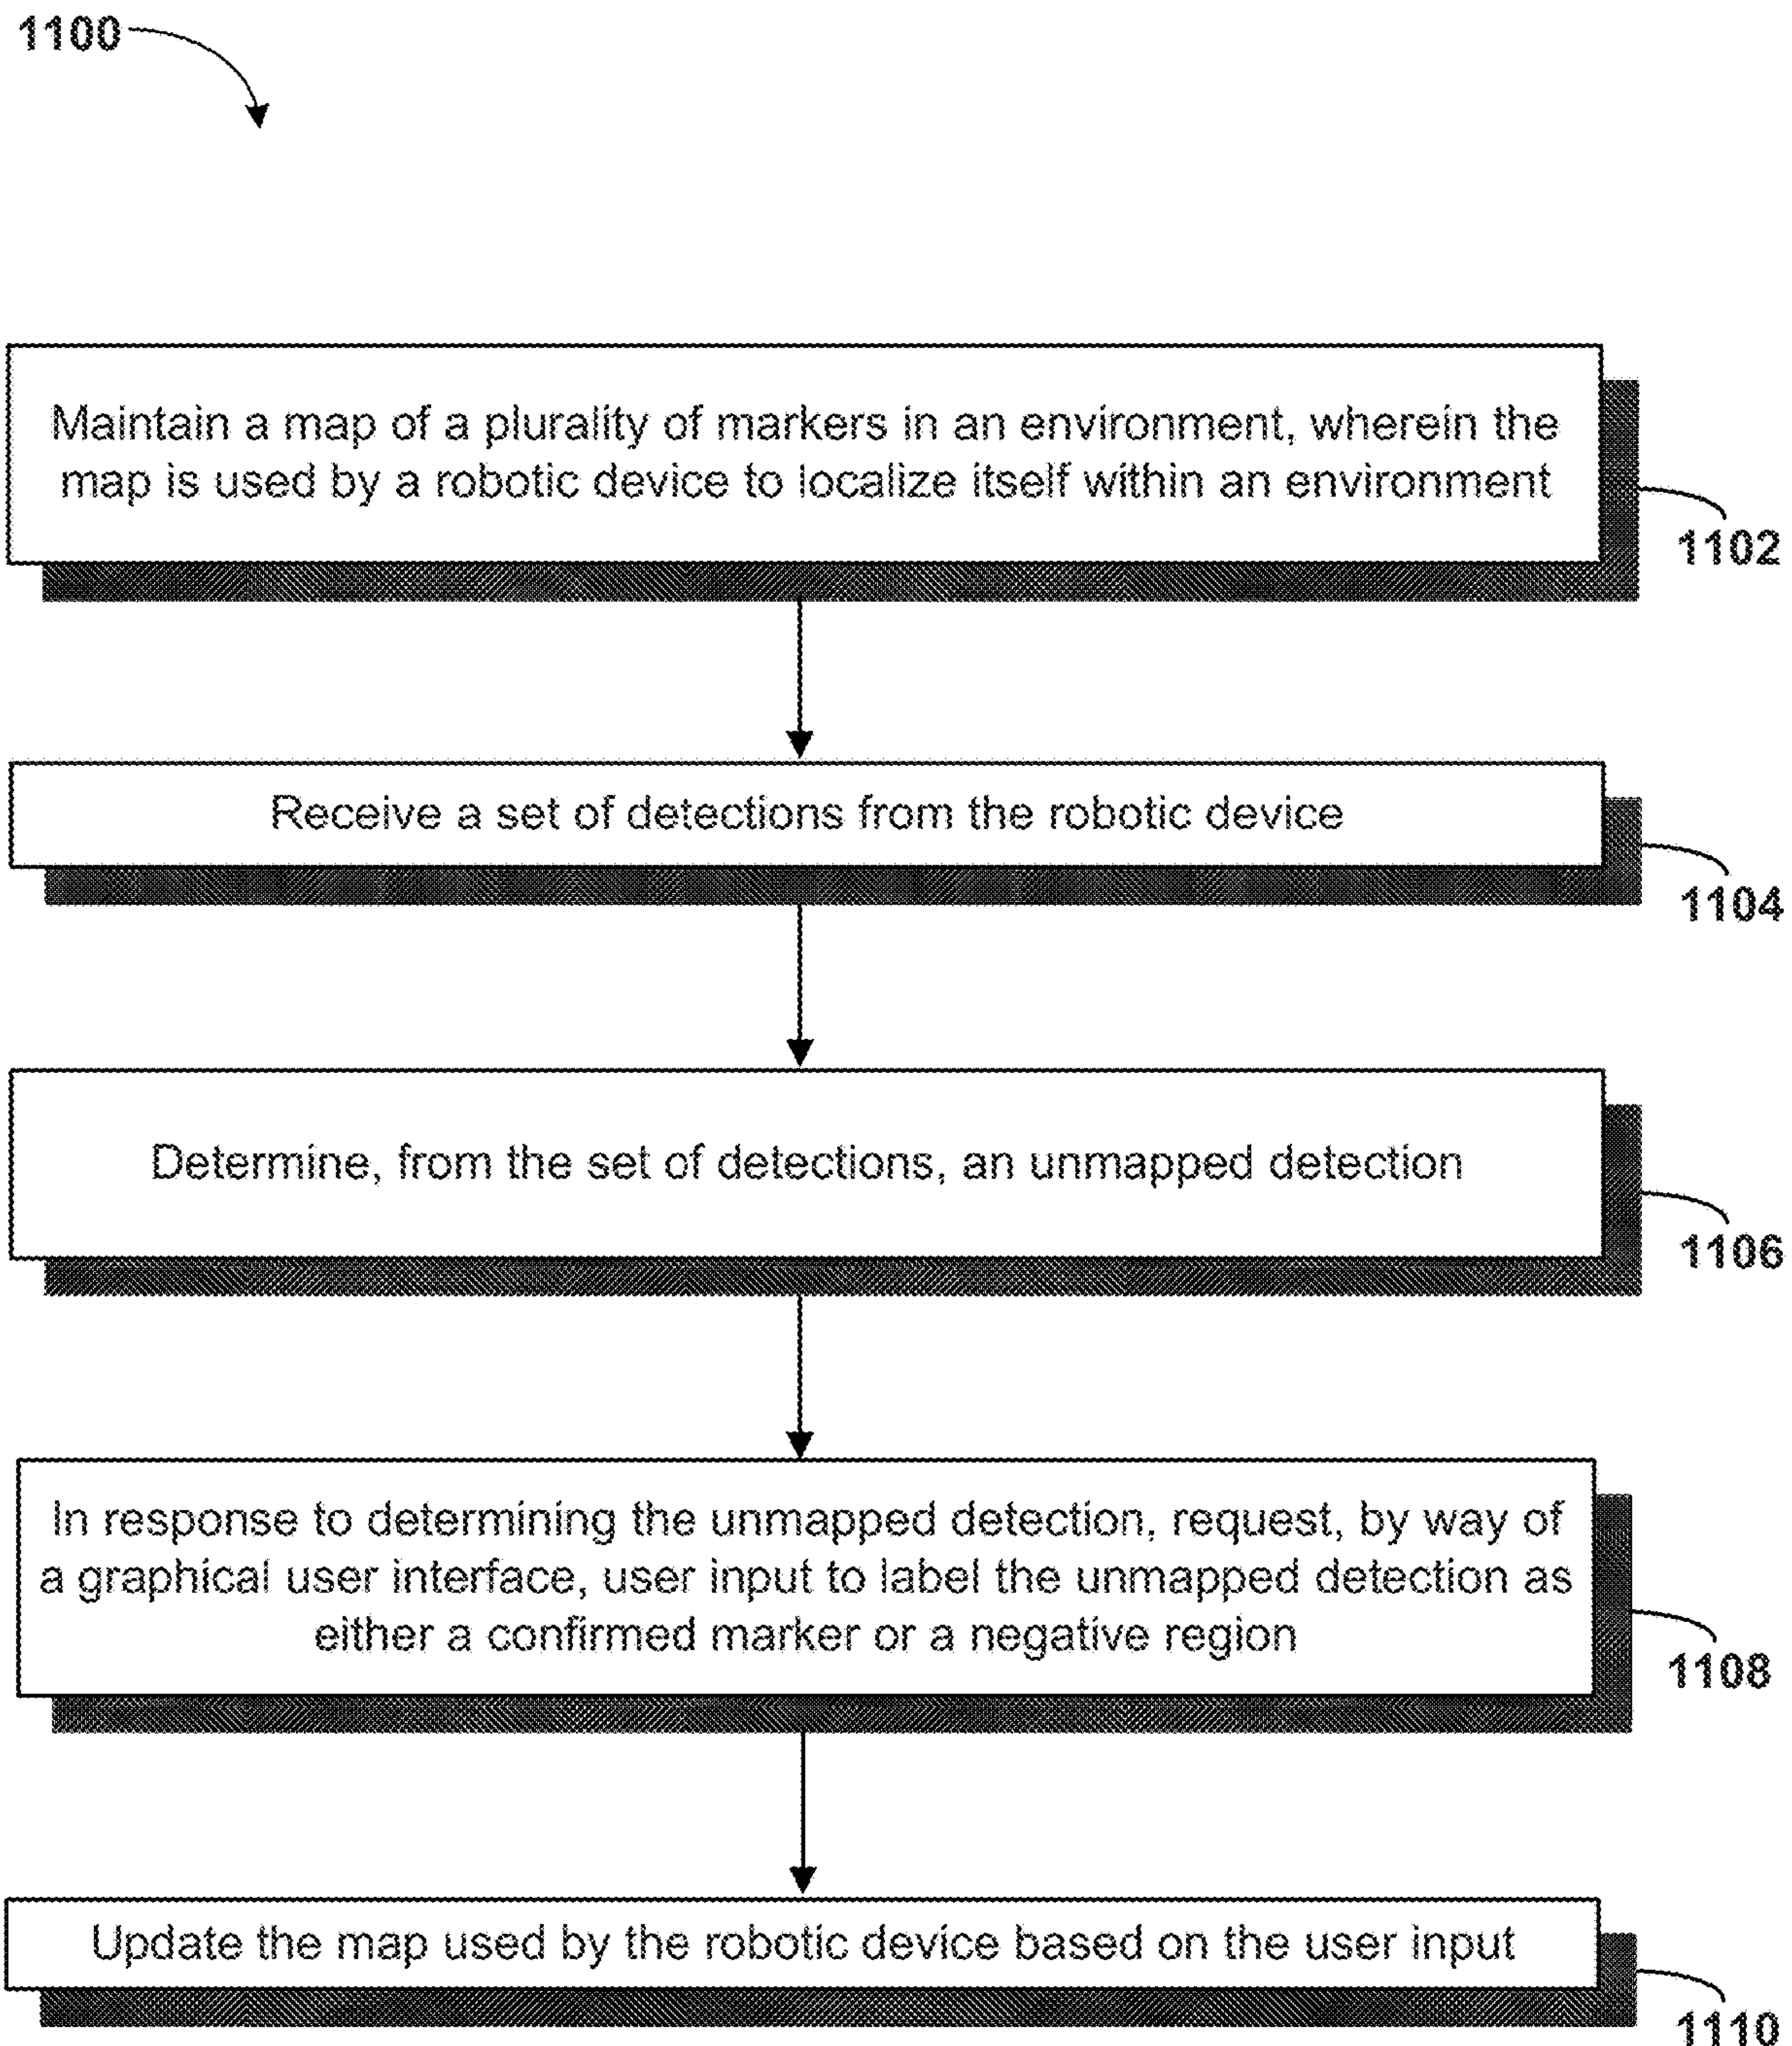 1100
Maintain a map of a plurality of markers in an environment, wherein the
map is used by a robotic device to localize itself within an environment
1102
Receive a set of detections from the robotic device
1104
Determine, from the set of detections, an unmapped detection
1106
In response to determining the unmapped detection, request, by way of
a graphical user interface, user input to label the unmapped detection as
either a confirmed marker or a negative region
1108
Update the map used by the robotic device based on the user input
1110